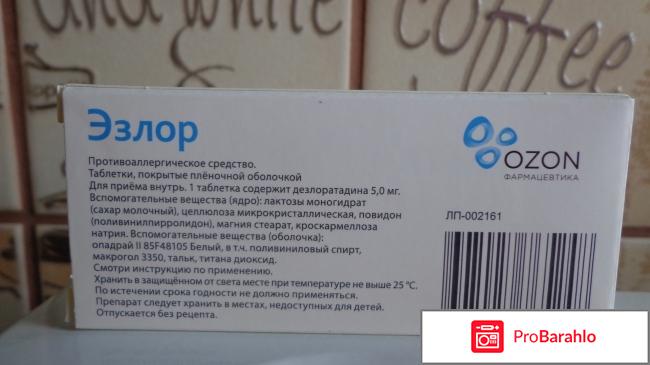 and white coffee
Эзлор
Противоаллергическое средство.
Таблетки, покрытые плёночной оболочкой
Для приёма внутрь. 1 таблетка содержит дезлоратадина 5,0 мг.
Вспомогательные вещества (ядро): лактозы моногидрат
(сахар молочный), целлюлоза микрокристаллическая, повидон
(поливинилпирролидон), магния стеарат, кроскармеллоза
натрия. Вспомогательные вещества (оболочка):
опадрай II 85F48105 Белый, в т.ч. поливиниловый спирт,
макрогол 3350, тальк, титана диоксид.
Смотри инструкцию по применению.
Хранить в защищённом от света месте при температуре не выше 25 °С.
По истечении срока годности не должно применяться.
Препарат следует хранить в местах, недоступных для детей.
Отпускается без рецепта.
OZON
ФАРМАЦЕВТИКА
ЛП-002161
ProBarahlo